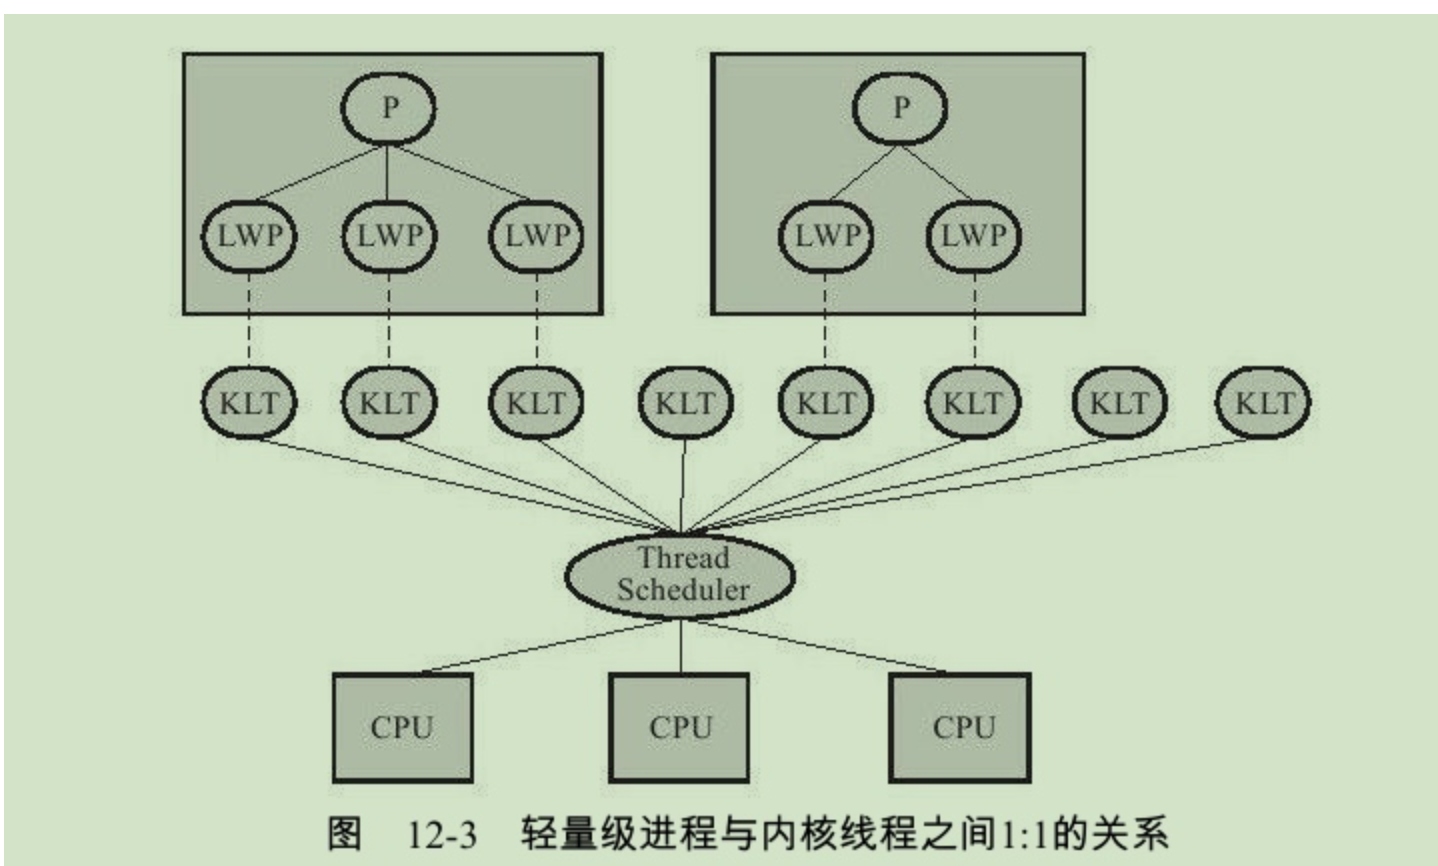 P P
LWP LWP LWP LWP LWP
KLT KLT KLT KLT KLT KLT KLT KLT
Thread
Scheduler
CPU CPU CPU
图 12-3 轻量级进程与内核线程之间1:1的关系